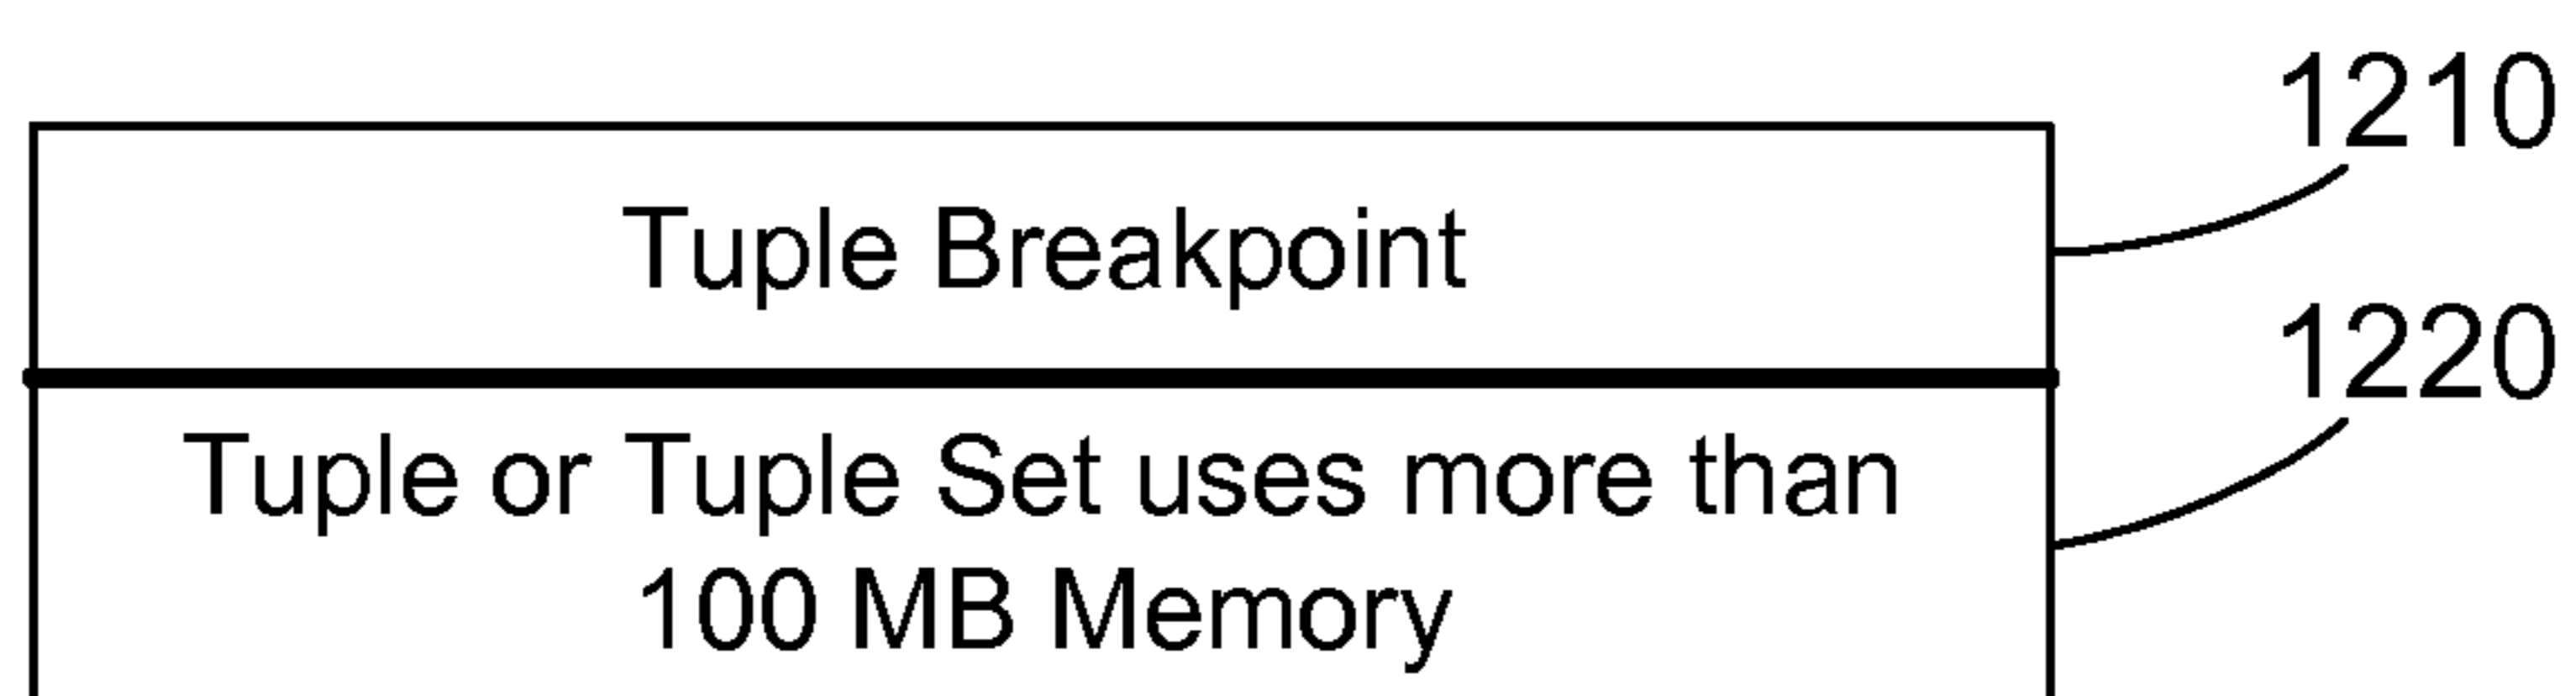 1210
Tuple Breakpoint
1220
Tuple or Tuple Set uses more than
100 MB Memory